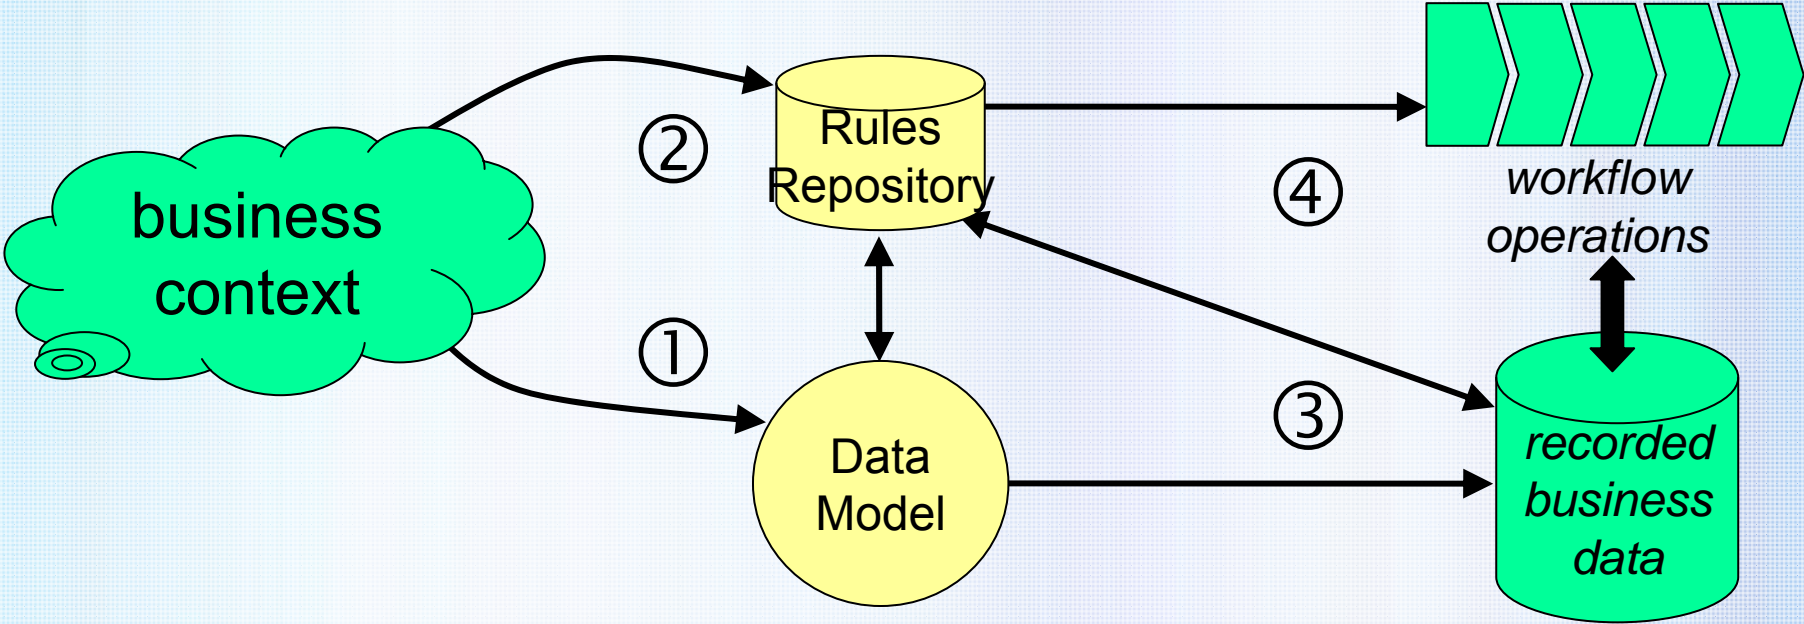 business
context
②
①
Rules
Repository
Data
Model
④
③
workflow
operations
recorded
business
data